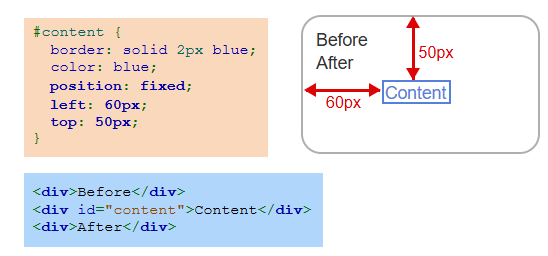 #content {
  border: solid 2px blue;
  color: blue;
  position: fixed;
  left: 60px;
  top: 50px;
}
Before
After
50px
60px
Content
<div>Before</div>
<div id="content">Content</div>
<div>After</div>